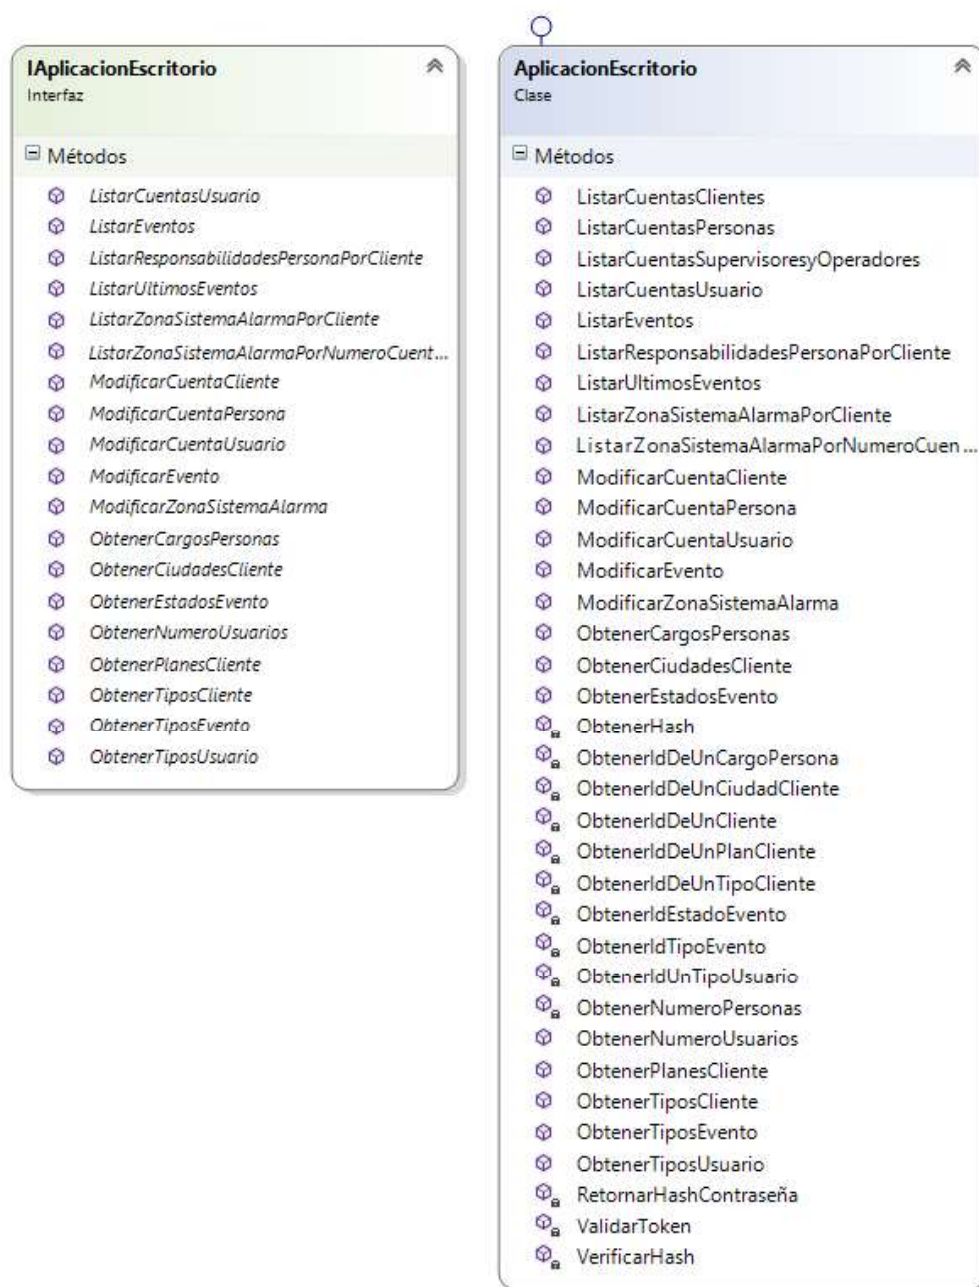 IAplicacionEscritorio
Interfaz
Métodos
ListarCuentasUsuario
ListarEventos
ListarResponsabilidadesPersonaPorCliente
ListarUltimosEventos
ListarZonaSistemaAlarmaPorCliente
ListarZonaSistemaAlarmaPorNumeroCuent...
ModificarCuentaCliente
ModificarCuentaPersona
ModificarCuentaUsuario
ModificarEvento
ModificarZonaSistemaAlarma
ObtenerCargosPersonas
ObtenerCiudadesCliente
ObtenerEstadosEvento
ObtenerNumeroUsuarios
ObtenerPlanesCliente
ObtenerTiposCliente
ObtenerTiposEvento
ObtenerTiposUsuario
AplicacionEscritorio
Clase
Métodos
ListarCuentasClientes
ListarCuentasPersonas
ListarCuentasSupervisoresyOperadores
ListarCuentasUsuario
ListarEventos
ListarResponsabilidadesPersonaPorCliente
ListarUltimosEventos
ListarZonaSistemaAlarmaPorCliente
ListarZonaSistemaAlarmaPorNumeroCuen...
ModificarCuentaCliente
ModificarCuentaPersona
ModificarCuentaUsuario
ModificarEvento
ModificarZonaSistemaAlarma
ObtenerCargosPersonas
ObtenerCiudadesCliente
ObtenerEstadosEvento
ObtenerHash
ObtenerIdDeUnCargoPersona
ObtenerIdDeUnCiudadCliente
ObtenerIdDeUnCliente
ObtenerIdDeUnPlanCliente
ObtenerIdDeUnTipoCliente
ObtenerIdEstadoEvento
ObtenerIdTipoEvento
ObtenerIdUnTipoUsuario
ObtenerNumeroPersonas
ObtenerNumeroUsuarios
ObtenerPlanesCliente
ObtenerTiposCliente
ObtenerTiposEvento
ObtenerTiposUsuario
RetornarHashContraseña
ValidarToken
VerificarHash